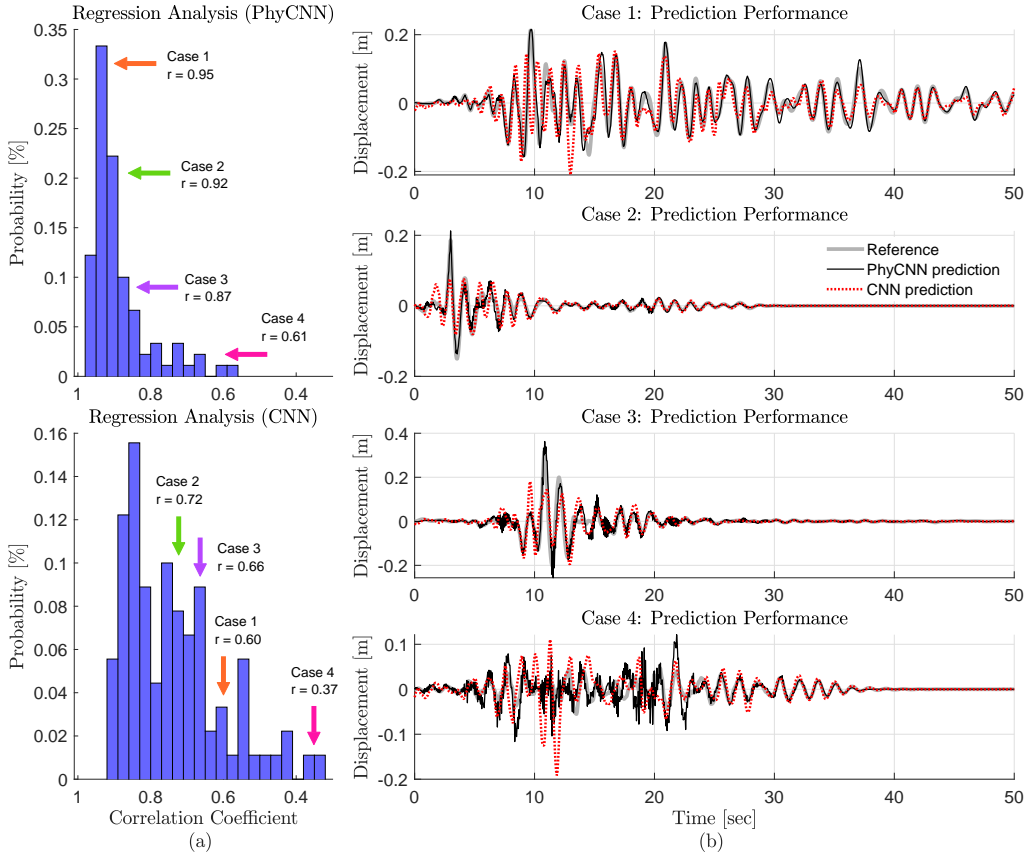 Regression Analysis (PhyCNN)
Probability [%]
0.35
0.3
0.25
0.2
0.15
0.1
0.05
0
Case 1
r = 0.95
Case 2
r = 0.92
Case 3
r = 0.87
Case 4
r = 0.61
1
0.8
0.6
0.4
Regression Analysis (CNN)
Probability [%]
0.16
0.14
0.12
0.1
0.08
0.06
0.04
0.02
0
Case 2
r = 0.72
Case 3
r = 0.66
Case 1
r = 0.60
Case 4
r = 0.37
1
0.8
0.6
0.4
Correlation Coefficient
(a)
Case 1: Prediction Performance
Displacement [m]
0.2
0
-0.2
0
10
20
30
40
50
Case 2: Prediction Performance
Displacement [m]
0.2
0
-0.2
Reference
PhyCNN prediction
CNN prediction
0
10
20
30
40
50
Case 3: Prediction Performance
Displacement [m]
0.4
0.2
0
-0.2
0
10
20
30
40
50
Case 4: Prediction Performance
Displacement [m]
0.1
0
-0.1
-0.2
0
10
20
30
40
50
Time [sec]
(b)